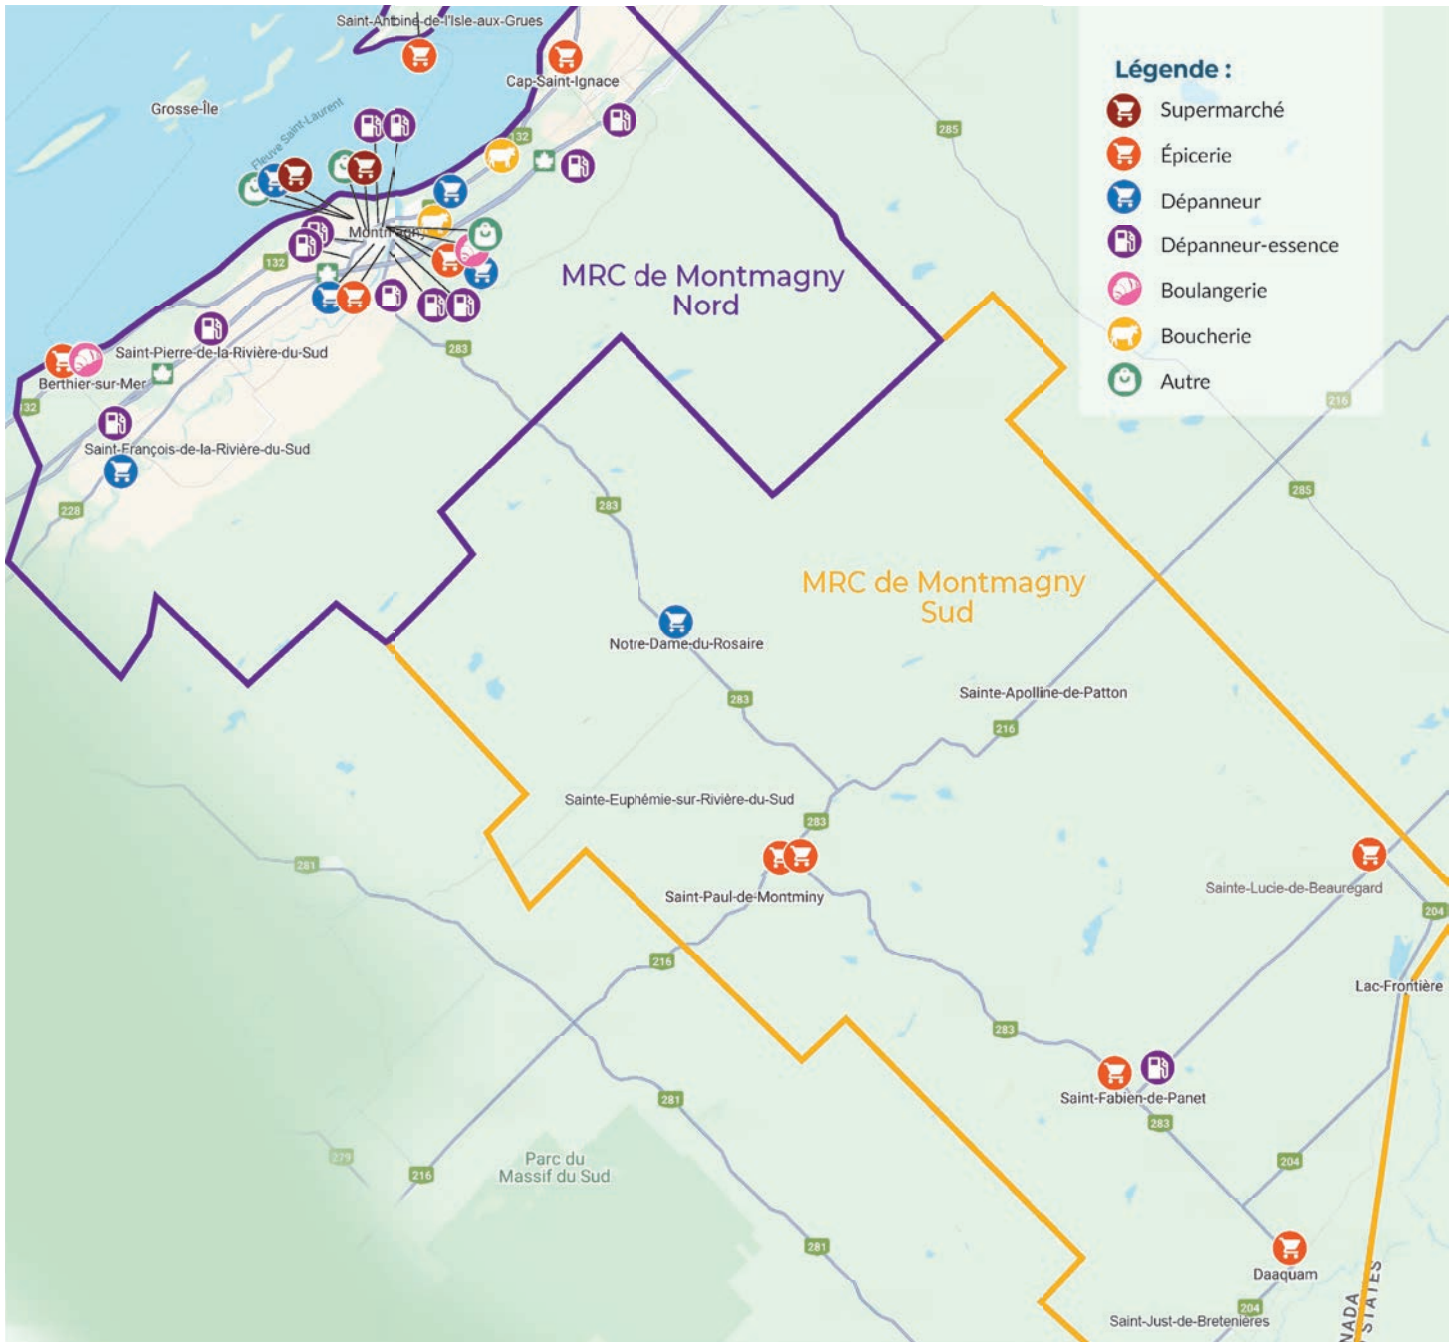 Saint-Antoine-de-l'Isle-aux-Grues
Cap-Saint-Ignace
Grosse-Île
Fleuve Saint-Laurent
132
285
Légende :
Supermarché
Épicerie
Dépanneur
Dépanneur-essence
Boulangerie
Boucherie
Autre
Montmagny
132
MRC de Montmagny
Nord
Saint-Pierre-de-la-Rivière-du-Sud
283
Berthier-sur-Mer
132
216
Saint-François-de-la-Rivière-du-Sud
228
283
285
MRC de Montmagny
Sud
Notre-Dame-du-Rosaire
283
Sainte-Apolline-de-Patton
216
Sainte-Euphémie-sur-Rivière-du-Sud
283
281
Saint-Paul-de-Montminy
Sainte-Lucie-de-Beauregard
204
216
Lac-Frontière
283
281
Saint-Fabien-de-Panet
283
279
216
Parc du
Massif du Sud
204
281
Daaquam
204
Saint-Just-de-Bretenières
NADA
STATES